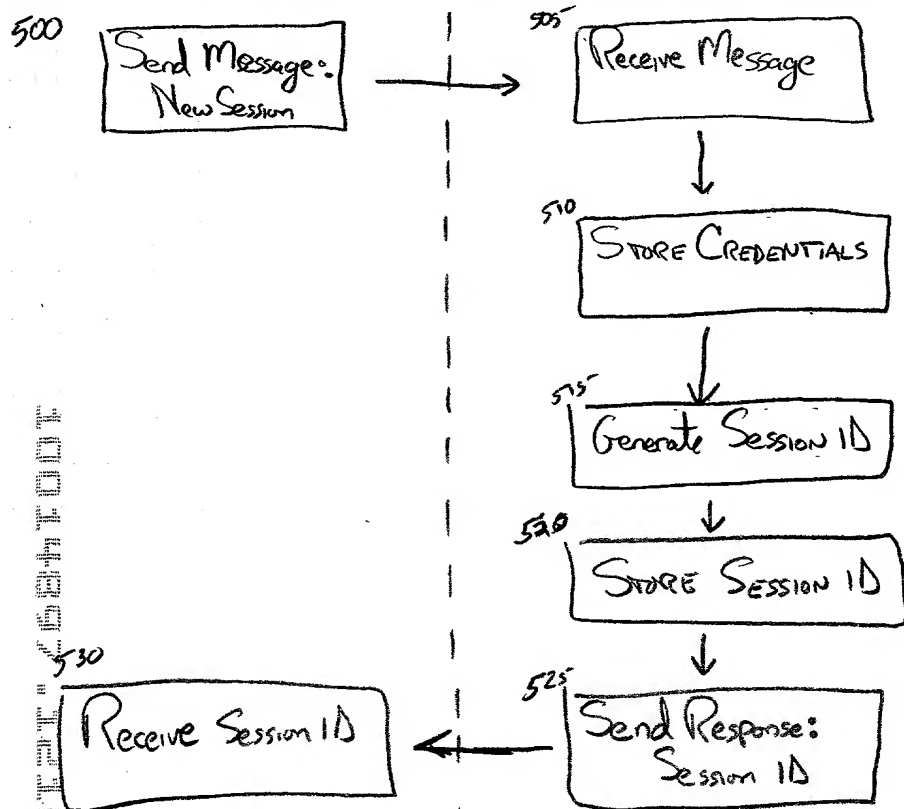 500
Send Message:
New Session
505
Receive Message
510
STORE CREDENTIALS
515
Generate Session ID
520
STORE SESSION ID
525
Send Response:
Session ID
530
Receive Session ID